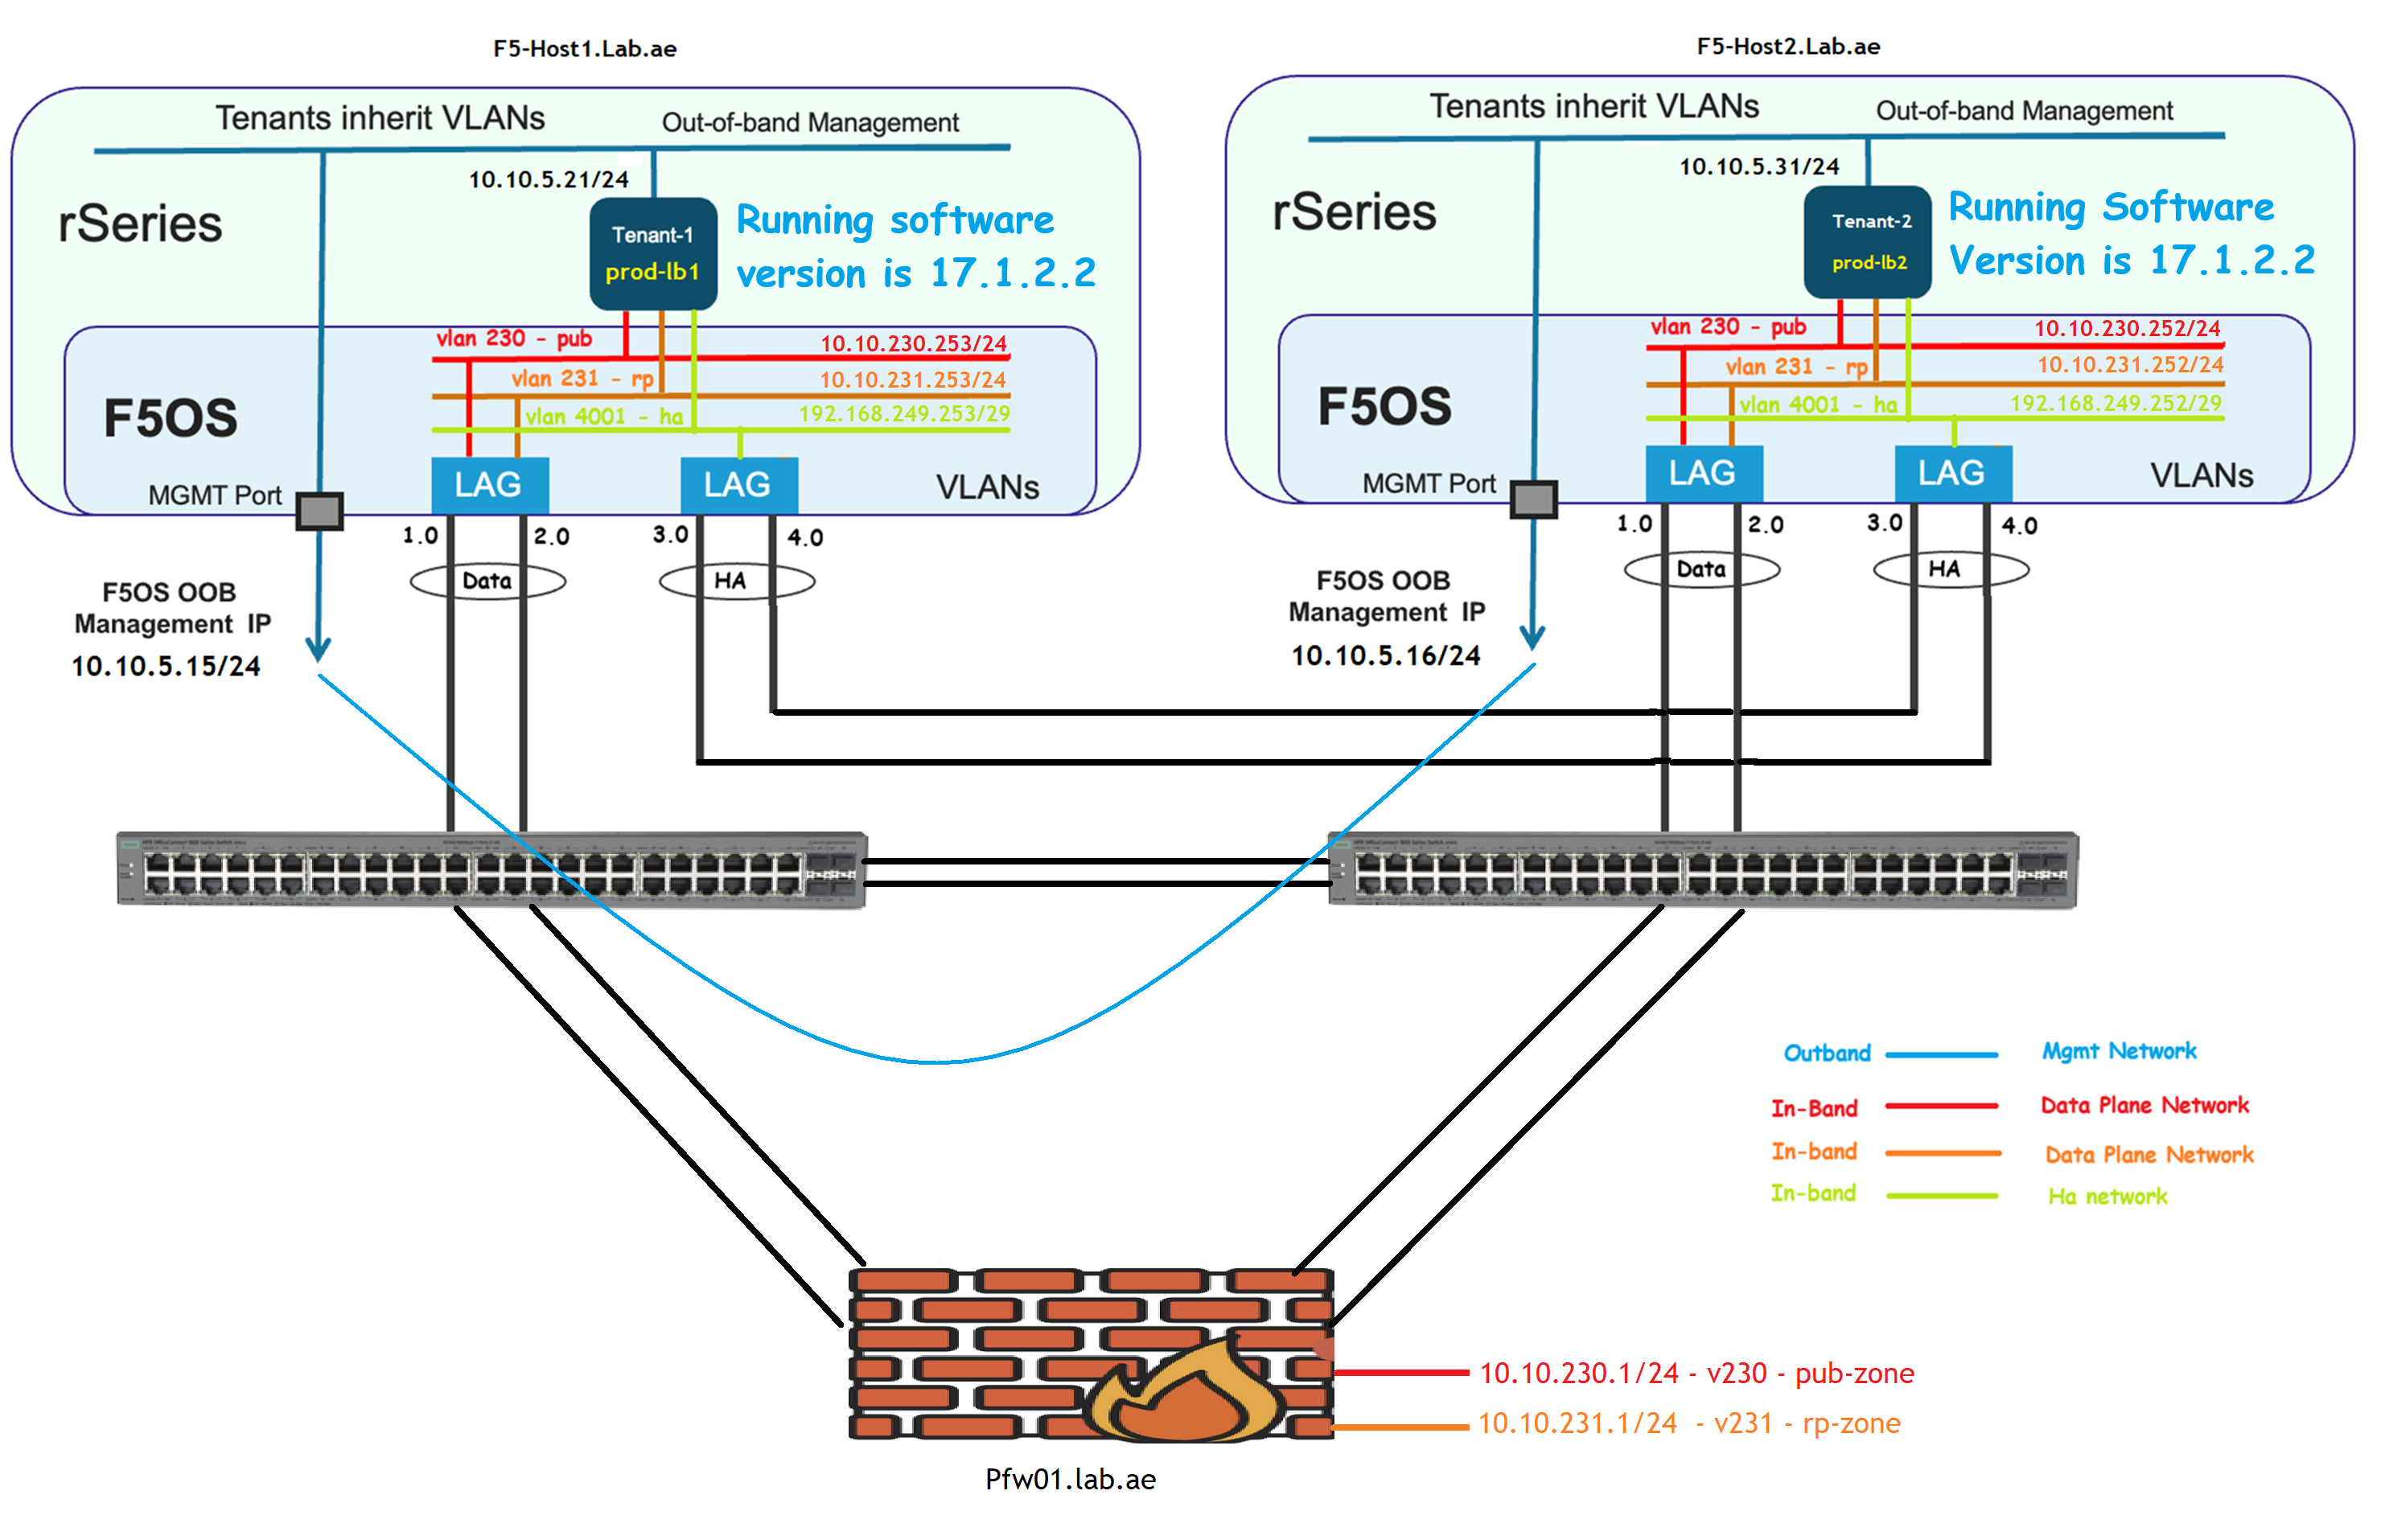 F5-Host1.Lab.ae
Tenants inherit VLANs
Out-of-band Management
10.10.5.21/24
rSeries
Tenant-1
prod-lb1
Running software
version is 17.1.2.2
vlan 230 - pub
10.10.230.253/24
vlan 231 - rp
10.10.231.253/24
F5OS
vlan 4001 - ha
192.168.249.253/29
MGMT Port
LAG
LAG
VLANs
1.0
2.0
3.0
4.0
Data
HA
F5OS OOB
Management IP
10.10.5.15/24
F5-Host2.Lab.ae
Tenants inherit VLANs
Out-of-band Management
10.10.5.31/24
rSeries
Tenant-2
prod-lb2
Running Software
Version is 17.1.2.2
vlan 230 - pub
10.10.230.252/24
vlan 231 - rp
10.10.231.252/24
F5OS
vlan 4001 - ha
192.168.249.252/29
MGMT Port
LAG
LAG
VLANs
1.0
2.0
3.0
4.0
Data
HA
F5OS OOB
Management IP
10.10.5.16/24
Outband
Mgmt Network
In-Band
Data Plane Network
In-band
Data Plane Network
In-band
Ha network
10.10.230.1/24 - v230 - pub-zone
10.10.231.1/24 - v231 - rp-zone
Pfw01.lab.ae